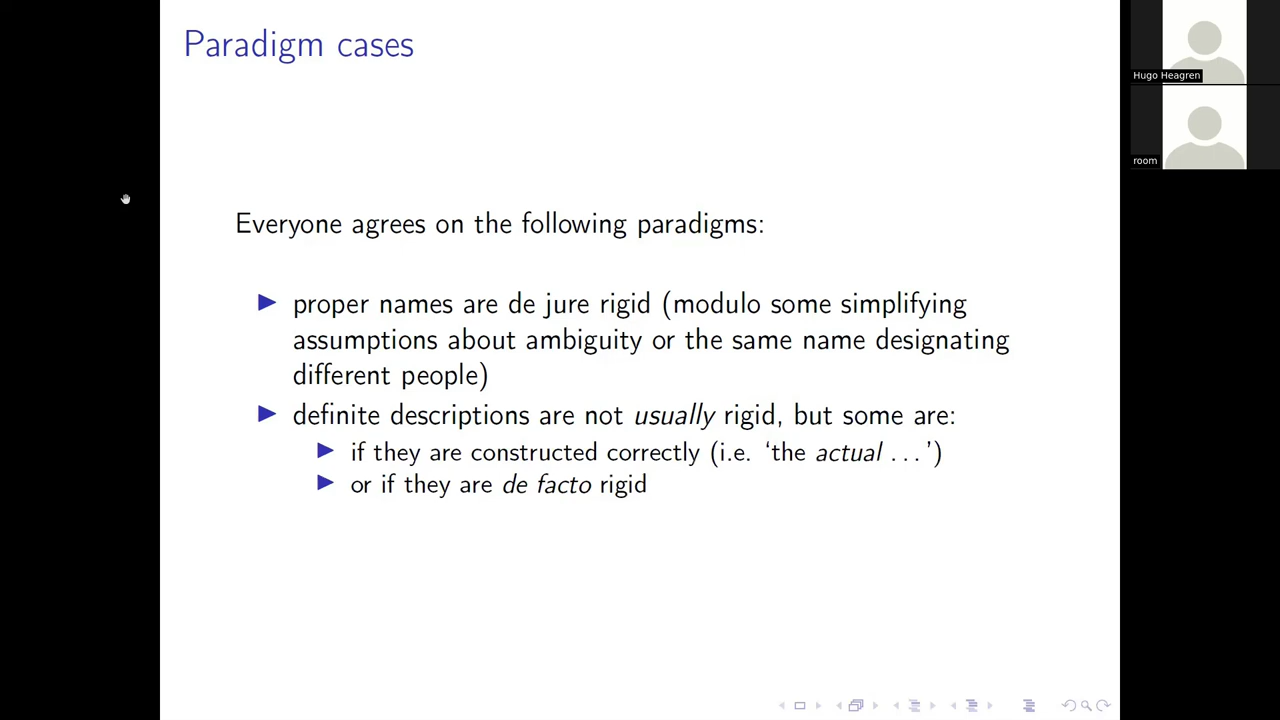 Paradigm cases
Everyone agrees on the following paradigms:
▶ proper names are de jure rigid (modulo some simplifying
assumptions about ambiguity or the same name designating
different people)
▶ definite descriptions are not usually rigid, but some are:
▶ if they are constructed correctly (i.e. ‘the actual . . . ’)
▶ or if they are de facto rigid
Hugo Heagren
room